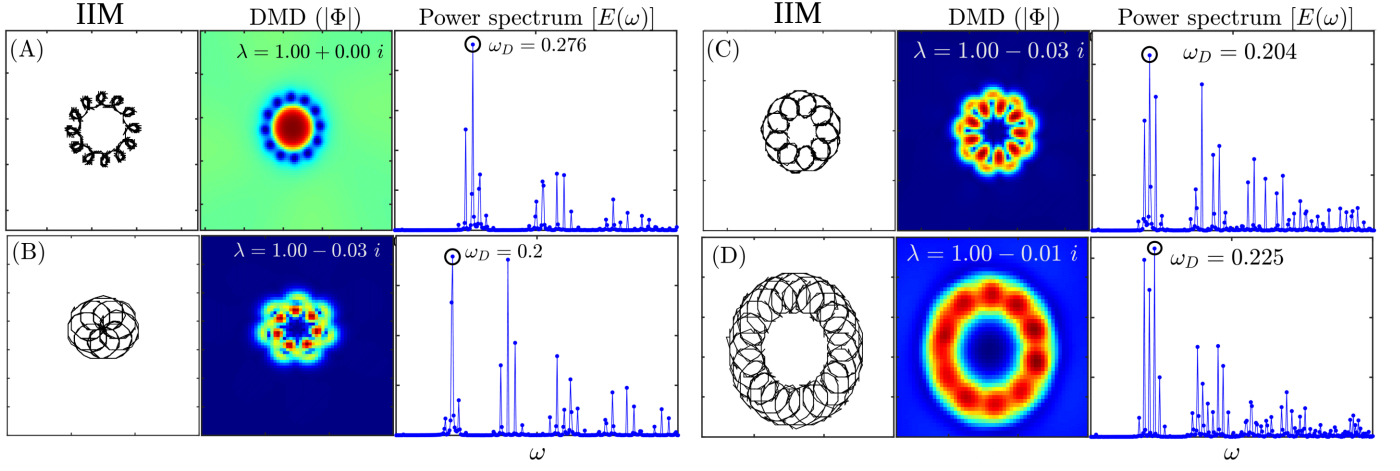 IIM DMD (|Φ|) Power spectrum [E(ω)] IIM DMD (|Φ|) Power spectrum [E(ω)]
(A) λ = 1.00 + 0.00 i ω_D = 0.276
(C) λ = 1.00 − 0.03 i ω_D = 0.204
(B) λ = 1.00 − 0.03 i ω_D = 0.2
(D) λ = 1.00 − 0.01 i ω_D = 0.225
ω ω